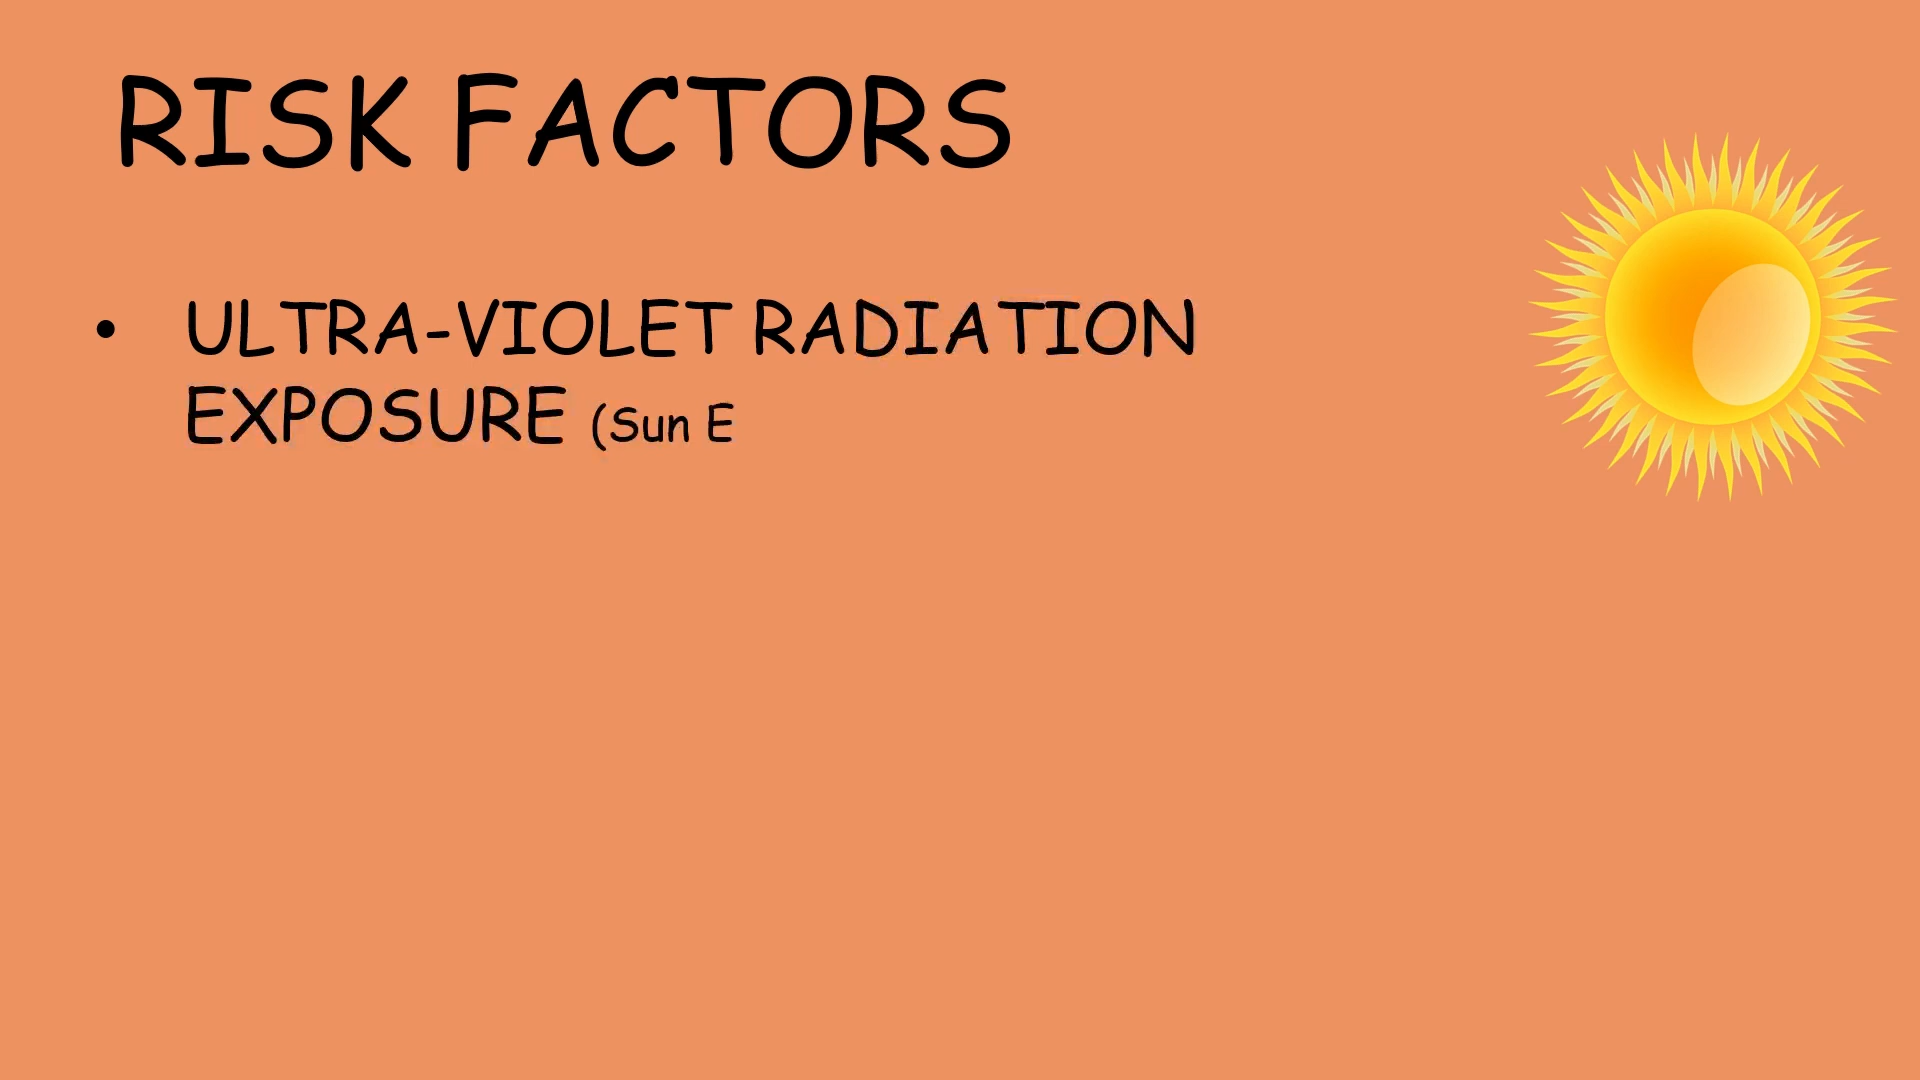 RISK FACTORS
• ULTRA-VIOLET RADIATION
EXPOSURE (Sun E